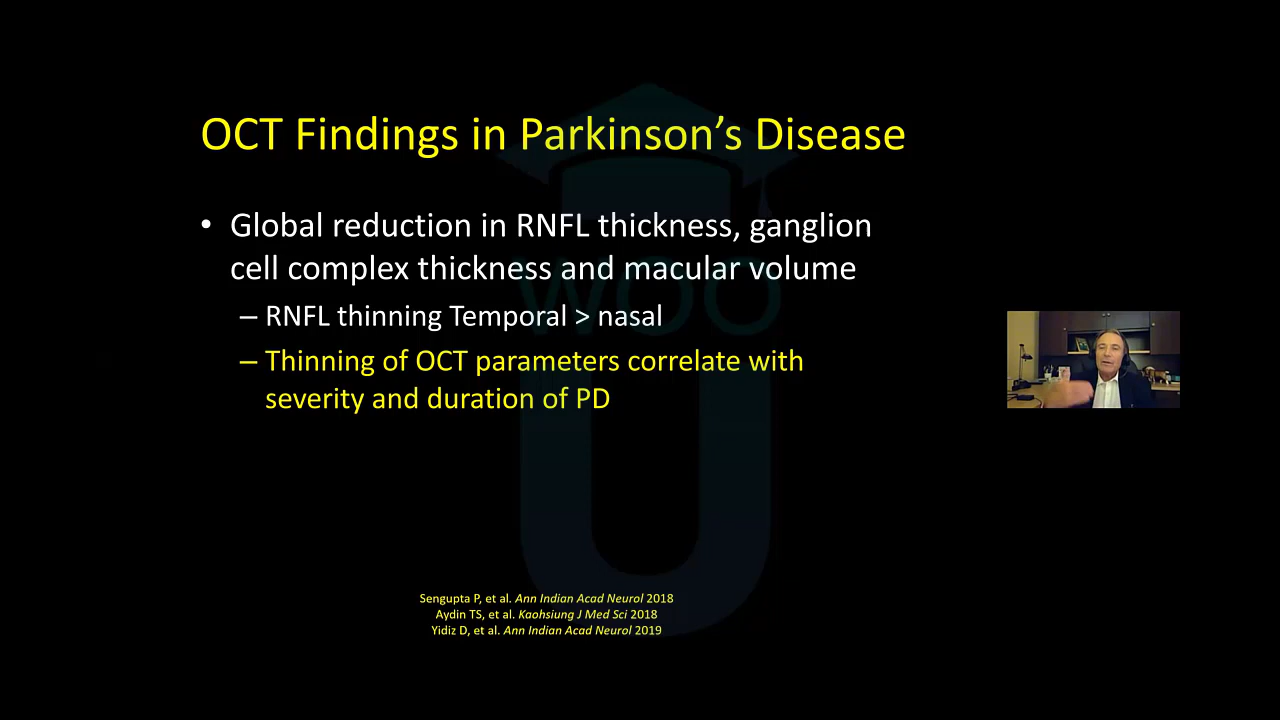 OCT Findings in Parkinson’s Disease
• Global reduction in RNFL thickness, ganglion
cell complex thickness and macular volume
– RNFL thinning Temporal > nasal
– Thinning of OCT parameters correlate with
severity and duration of PD
WOO
U
Sengupta P, et al. Ann Indian Acad Neurol 2018
Aydin TS, et al. Kaohsiung J Med Sci 2018
Yidiz D, et al. Ann Indian Acad Neurol 2019